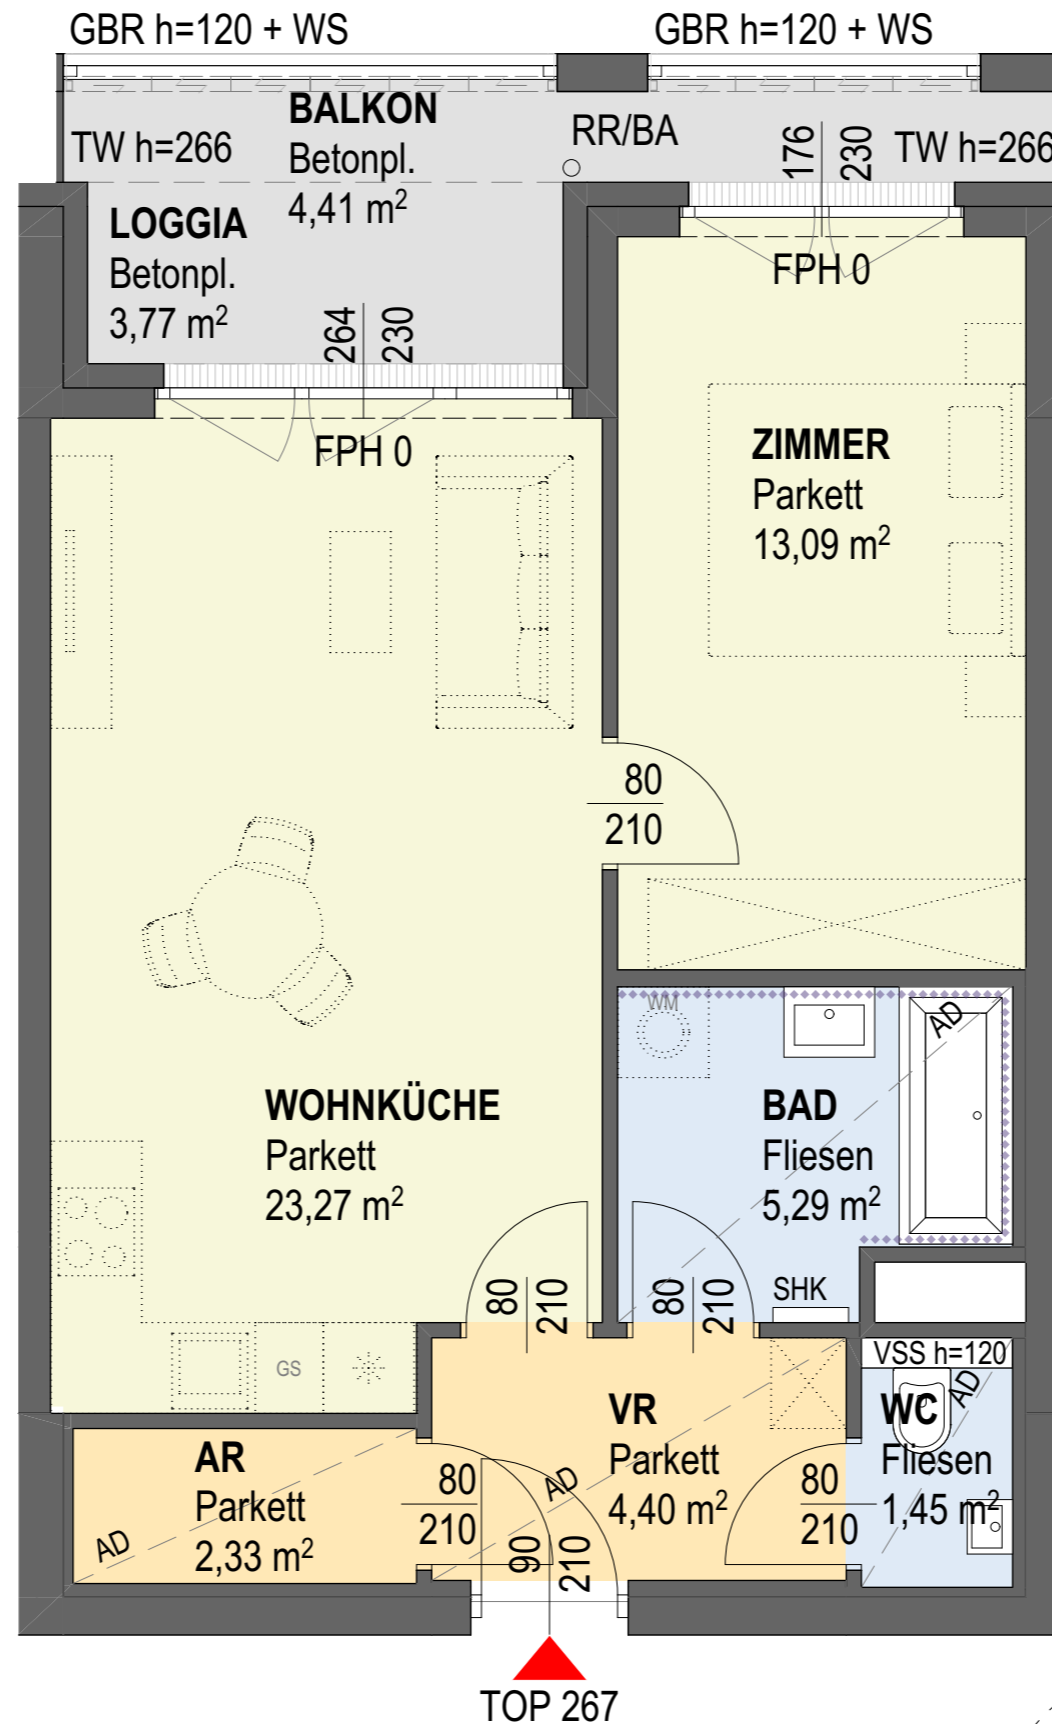 GBR h=120 + WS
GBR h=120 + WS
BALKON
Betonpl.
4,41 m²
TW h=266
RR/BA
176
230
TW h=266
LOGGIA
Betonpl.
3,77 m²
264
230
FPH 0
FPH 0
ZIMMER
Parkett
13,09 m²
80
210
WM
AD
WOHNKÜCHE
Parkett
23,27 m²
BAD
Fliesen
5,29 m²
80
210
80
210
SHK
GS
VSS h=120
AD
VR
Parkett
4,40 m²
WC
Fliesen
1,45 m²
AR
Parkett
2,33 m²
AD
80
210
AD
90
210
80
210
TOP 267